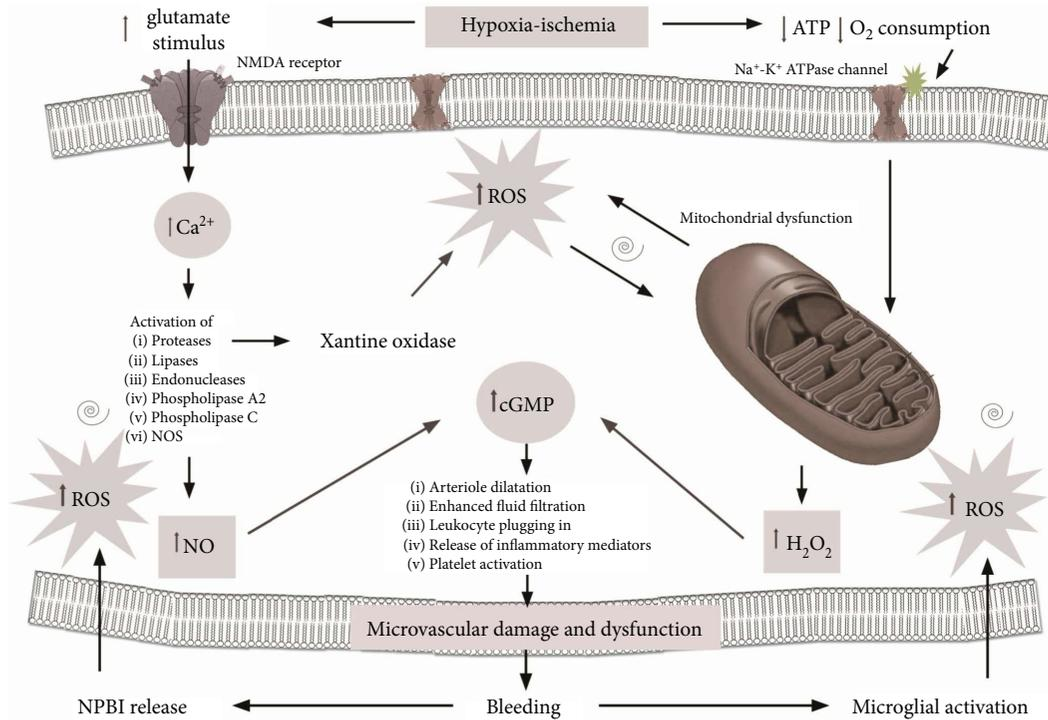 Hypoxia-ischemia
↑ glutamate
stimulus
↓ ATP ↓ O₂ consumption
NMDA receptor
Na⁺-K⁺ ATPase channel
↑ ROS
↑Ca²⁺
Mitochondrial dysfunction
Activation of
(i) Proteases
(ii) Lipases
(iii) Endonucleases
(iv) Phospholipase A2
(v) Phospholipase C
(vi) NOS
Xantine oxidase
↑cGMP
↑ ROS
↑NO
(i) Arteriole dilatation
(ii) Enhanced fluid filtration
(iii) Leukocyte plugging in
(iv) Release of inflammatory mediators
(v) Platelet activation
↑ H₂O₂
↑ ROS
Microvascular damage and dysfunction
NPBI release
Bleeding
Microglial activation